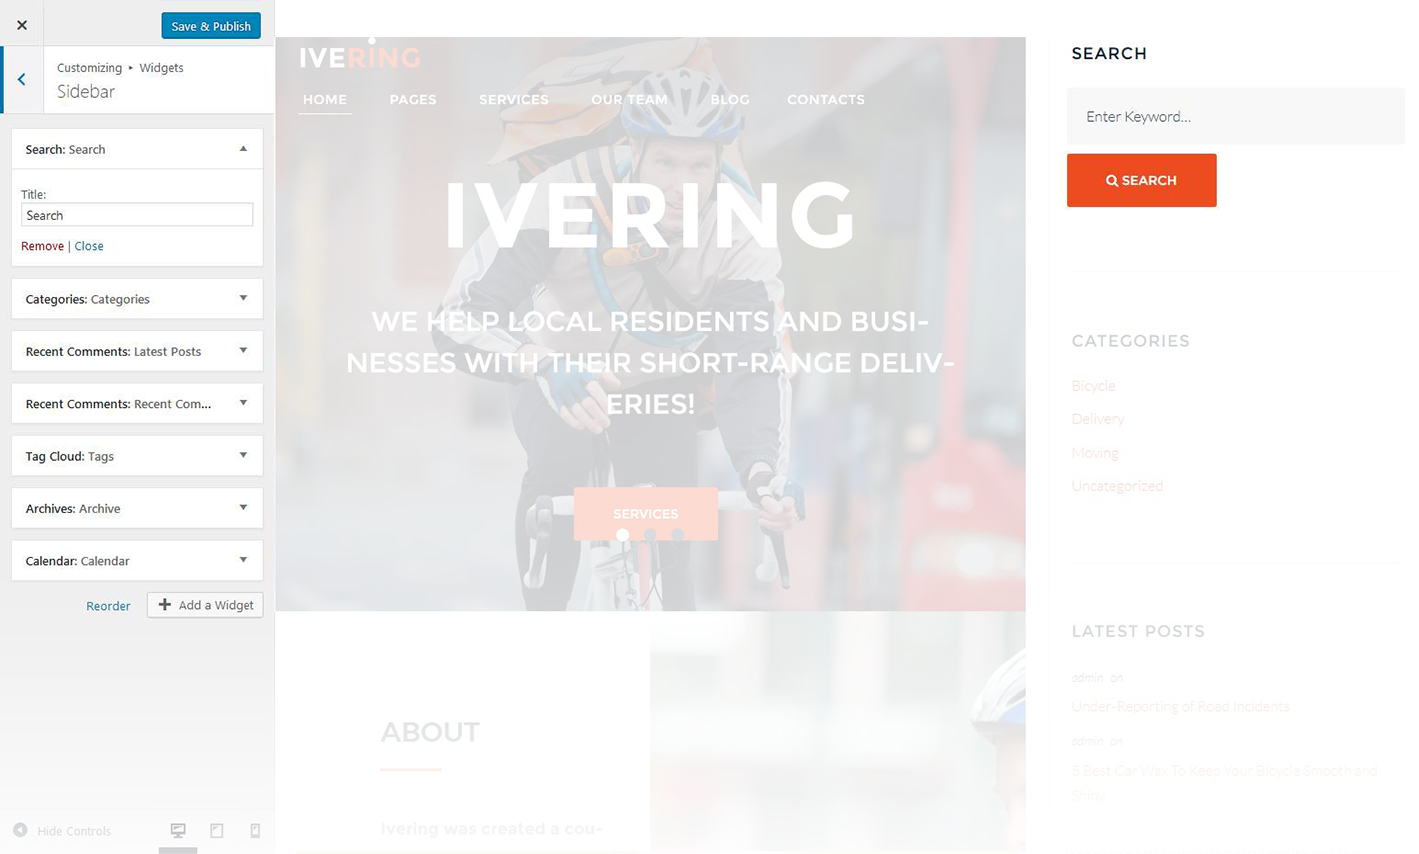 Save & Publish
Customizing ▸ Widgets
Sidebar
Search: Search
Title:
Search
Remove | Close
Categories: Categories
Recent Comments: Latest Posts
Recent Comments: Recent Com...
Tag Cloud: Tags
Archives: Archive
Calendar: Calendar
Reorder
Add a Widget
Hide Controls
IVERING
HOME PAGES SERVICES OUR TEAM BLOG CONTACTS
IVERING
WE HELP LOCAL RESIDENTS AND BUSI-
NESSES WITH THEIR SHORT-RANGE DELIV-
ERIES!
SERVICES
ABOUT
Ivering was created a cou-
SEARCH
Enter Keyword...
SEARCH
CATEGORIES
Bicycle
Delivery
Moving
Uncategorized
LATEST POSTS
admin on
Under-Reporting of Road Incidents
admin on
5 Best Car Wax To Keep Your Bicycle Smooth and
Shiny